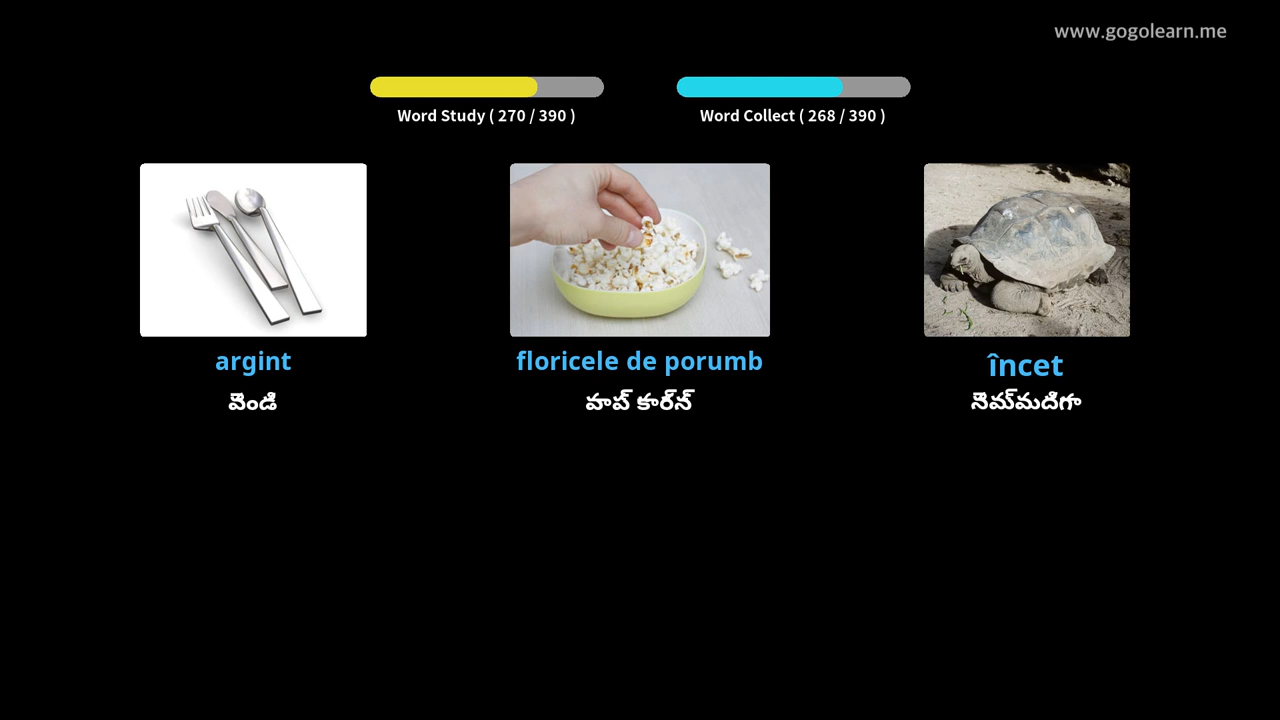 www.gogolearn.me
Word Study ( 270 / 390 )
Word Collect ( 268 / 390 )
argint
వెండి
floricele de porumb
పాప్ కార్న్
încet
నెమ్మదిగా